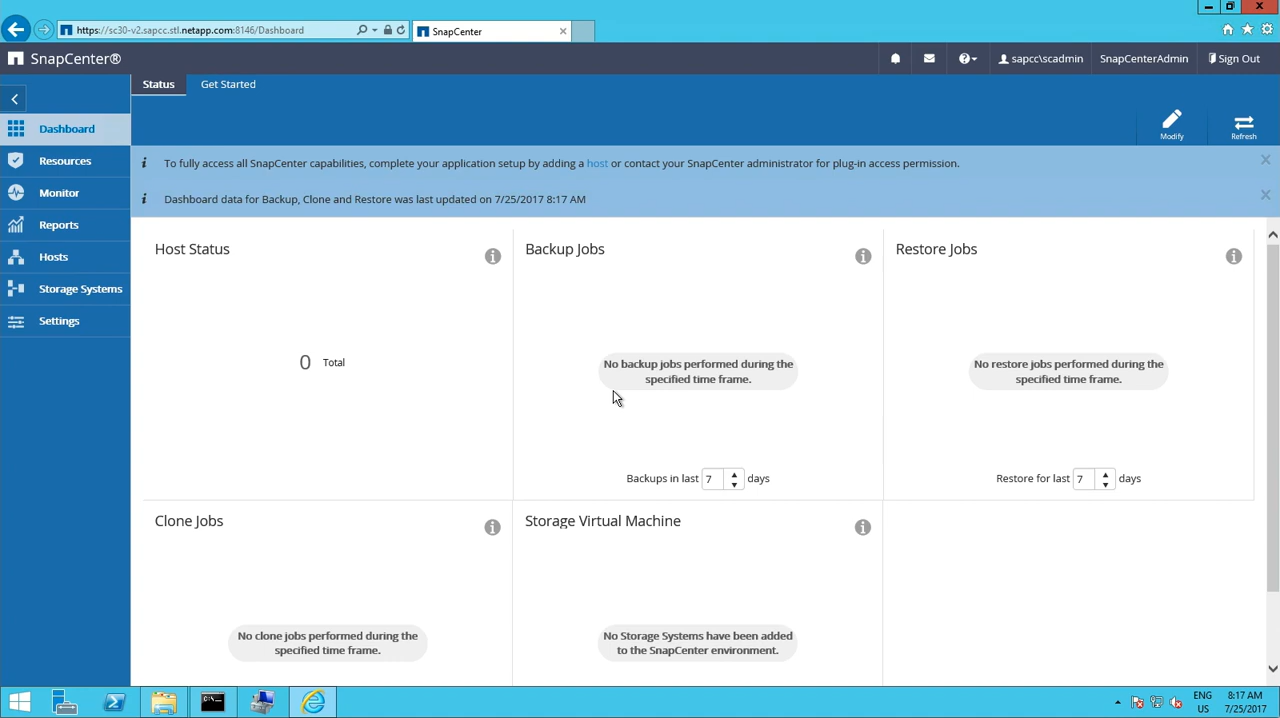 https://sc30-v2.sapcc.stl.netapp.com:8146/Dashboard
SnapCenter
SnapCenter®
sapcc\scadmin
SnapCenterAdmin
Sign Out
Status
Get Started
Modify
Refresh
Dashboard
Resources
Monitor
Reports
Hosts
Storage Systems
Settings
To fully access all SnapCenter capabilities, complete your application setup by adding a host or contact your SnapCenter administrator for plug-in access permission.
Dashboard data for Backup, Clone and Restore was last updated on 7/25/2017 8:17 AM
Host Status
0 Total
Backup Jobs
No backup jobs performed during the
specified time frame.
Backups in last 7 days
Restore Jobs
No restore jobs performed during the
specified time frame.
Restore for last 7 days
Clone Jobs
No clone jobs performed during the
specified time frame.
Storage Virtual Machine
No Storage Systems have been added
to the SnapCenter environment.
ENG
US
8:17 AM
7/25/2017